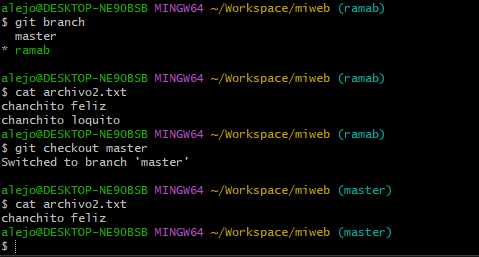 alejo@DESKTOP-NE9OBSB MINGW64 ~/Workspace/miweb (ramab)
$ git branch
  master
* ramab
alejo@DESKTOP-NE9OBSB MINGW64 ~/Workspace/miweb (ramab)
$ cat archivo2.txt
chanchito feliz
chanchito loquito
alejo@DESKTOP-NE9OBSB MINGW64 ~/Workspace/miweb (ramab)
$ git checkout master
Switched to branch 'master'
alejo@DESKTOP-NE9OBSB MINGW64 ~/Workspace/miweb (master)
$ cat archivo2.txt
chanchito feliz
alejo@DESKTOP-NE9OBSB MINGW64 ~/Workspace/miweb (master)
$